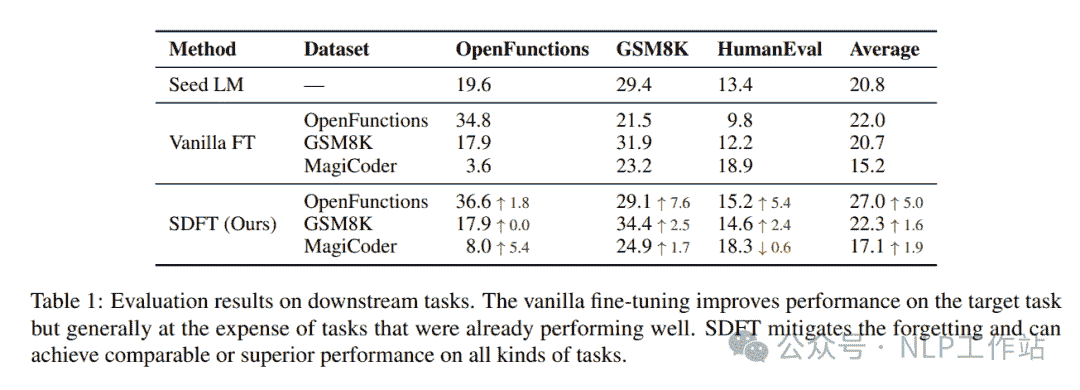 Method Dataset OpenFunctions GSM8K HumanEval Average
Seed LM — 19.6 29.4 13.4 20.8
OpenFunctions 34.8 21.5 9.8 22.0
Vanilla FT GSM8K 17.9 31.9 12.2 20.7
MagiCoder 3.6 23.2 18.9 15.2
OpenFunctions 36.6 ↑ 1.8 29.1 ↑ 7.6 15.2 ↑ 5.4 27.0 ↑ 5.0
SDFT (Ours) GSM8K 17.9 ↑ 0.0 34.4 ↑ 2.5 14.6 ↑ 2.4 22.3 ↑ 1.6
MagiCoder 8.0 ↑ 5.4 24.9 ↑ 1.7 18.3 ↓ 0.6 17.1 ↑ 1.9
Table 1: Evaluation results on downstream tasks. The vanilla fine-tuning improves performance on the target task
but generally at the expense of tasks that were already performing well. SDFT mitigates the forgetting and can
achieve comparable or superior performance on all kinds of tasks.
公众号 · NLP工作站